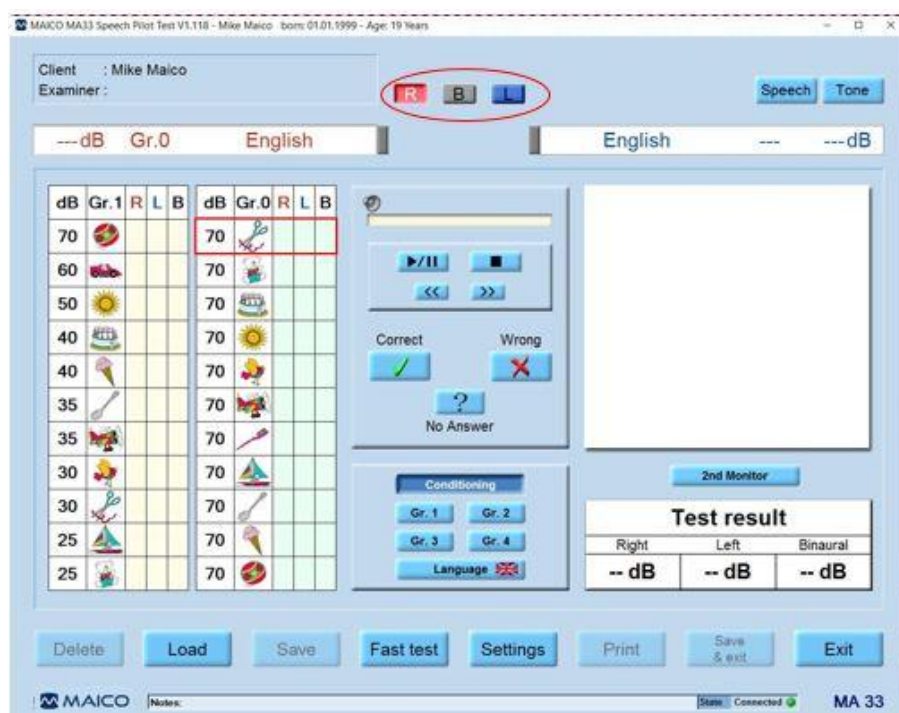 MAICO MA33 Speech Pilot Test V1.118 - Mike Maico born: 01.01.1999 - Age: 19 Years
Client : Mike Maico
Examiner :
R B L
Speech Tone
---dB Gr.0 English
English --- ---dB
dB Gr.1 R L B dB Gr.0 R L B
70 70
60 70
50 70
40 70
40 70
35 70
35 70
30 70
30 70
25 70
25 70
Correct Wrong
?
No Answer
Conditioning
Gr. 1 Gr. 2
Gr. 3 Gr. 4
Language
2nd Monitor
Test result
Right Left Binaural
-- dB -- dB -- dB
Delete Load Save Fast test Settings Print Save & exit Exit
MAICO Notes: State Connected MA 33